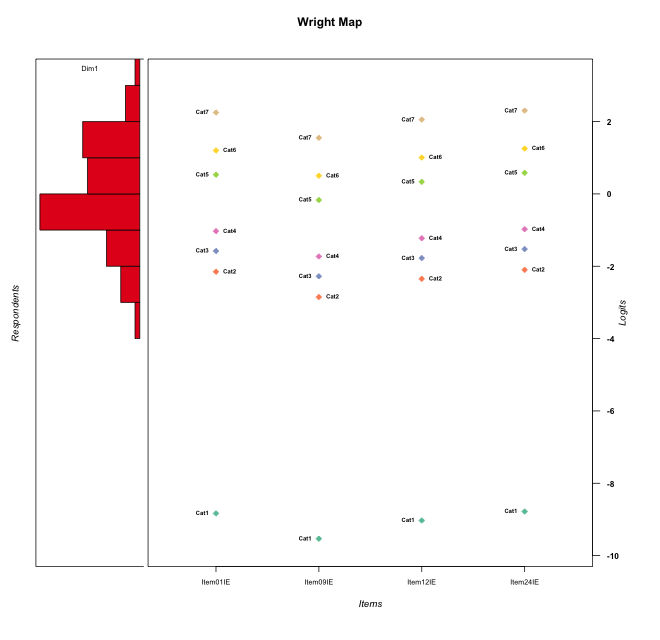 Wright Map
Dim1
Respondents
Cat7
Cat6
Cat5
Cat4
Cat3
Cat2
Cat1
Cat7
Cat6
Cat5
Cat4
Cat3
Cat2
Cat1
Cat7
Cat6
Cat5
Cat4
Cat3
Cat2
Cat1
Cat7
Cat6
Cat5
Cat4
Cat3
Cat2
Cat1
2
0
-2
-4
-6
-8
-10
Logits
Item01IE Item09IE Item12IE Item24IE
Items